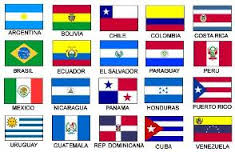 ARGENTINA BOLIVIA CHILE COLOMBIA COSTA RICA
BRASIL ECUADOR EL SALVADOR PARAGUAY PERU
MEXICO NICARAGUA PANAMA HONDURAS PUERTO RICO
URUGUAY GUATEMALA REP. DOMINICANA CUBA VENEZUELA